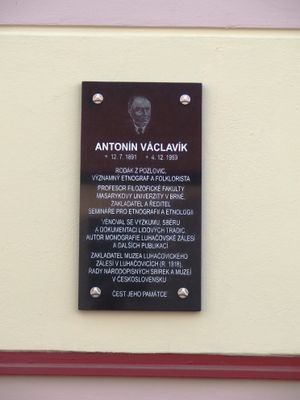 ANTONÍN VÁCLAVÍK
* 12. 7. 1891 + 4. 12. 1959
RODÁK Z POZLOVIC,
VÝZNAMNÝ ETNOGRAF A FOLKLORISTA
PROFESOR FILOZOFICKÉ FAKULTY
MASARYKOVY UNIVERZITY V BRNĚ,
ZAKLADATEL A ŘEDITEL
SEMINÁŘE PRO ETNOGRAFII A ETNOLOGII
VĚNOVAL SE VÝZKUMU, SBĚRU
A DOKUMENTACI LIDOVÝCH TRADIC.
AUTOR MONOGRAFIE LUHAČOVSKÉ ZÁLESÍ
A DALŠÍCH PUBLIKACÍ
ZAKLADATEL MUZEA LUHAČOVICKÉHO
ZÁLESÍ V LUHAČOVICÍCH (R. 1918),
ŘADY NÁRODOPISNÝCH SBÍREK A MUZEÍ
V ČESKOSLOVENSKU
ČEST JEHO PAMÁTCE